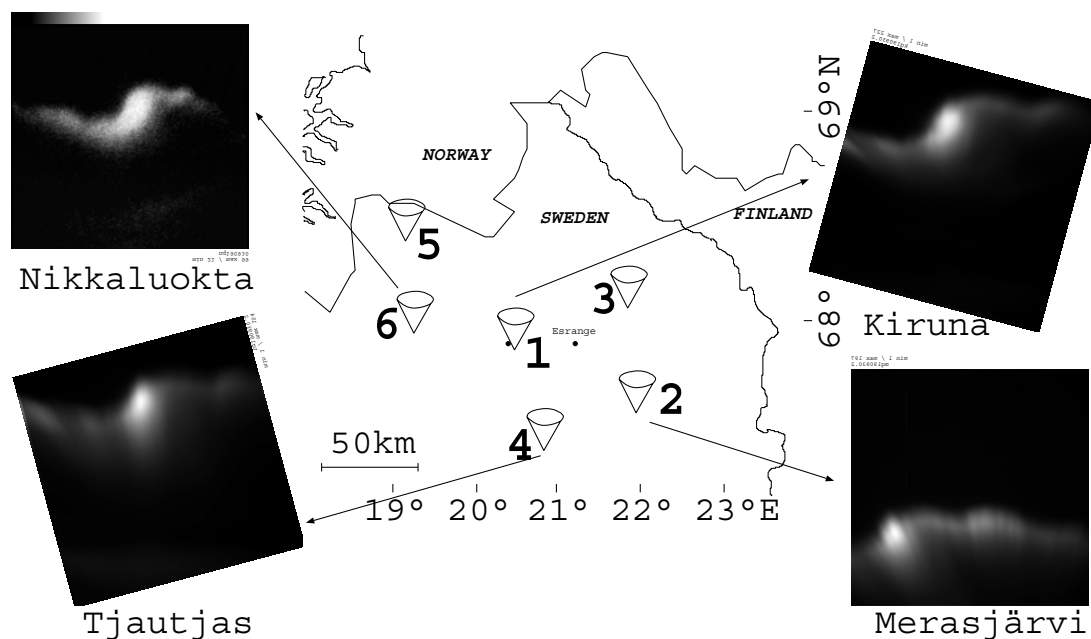 Nikkaluokta
NORWAY
SWEDEN
FINLAND
69°N
68°
Kiruna
5
3
6
Esrange
1
2
4
50km
19° 20° 21° 22° 23°E
Tjautjas
Merasjärvi